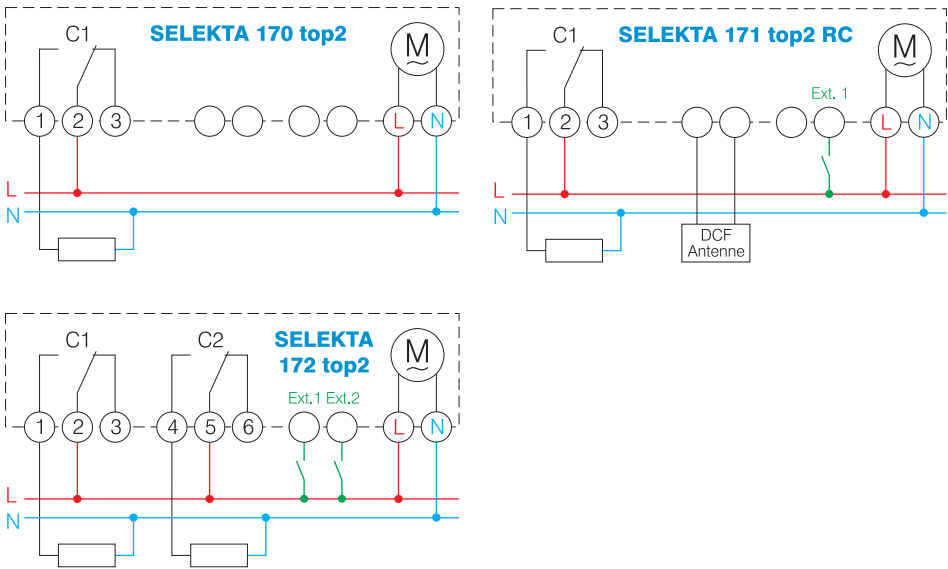 C1
SELEKTA 170 top2
M
1 2 3 L N
L
N
C1
SELEKTA 171 top2 RC
M
Ext. 1
1 2 3 L N
L
N
DCF
Antenne
C1
C2
SELEKTA
172 top2
M
Ext.1 Ext.2
1 2 3 4 5 6 L N
L
N